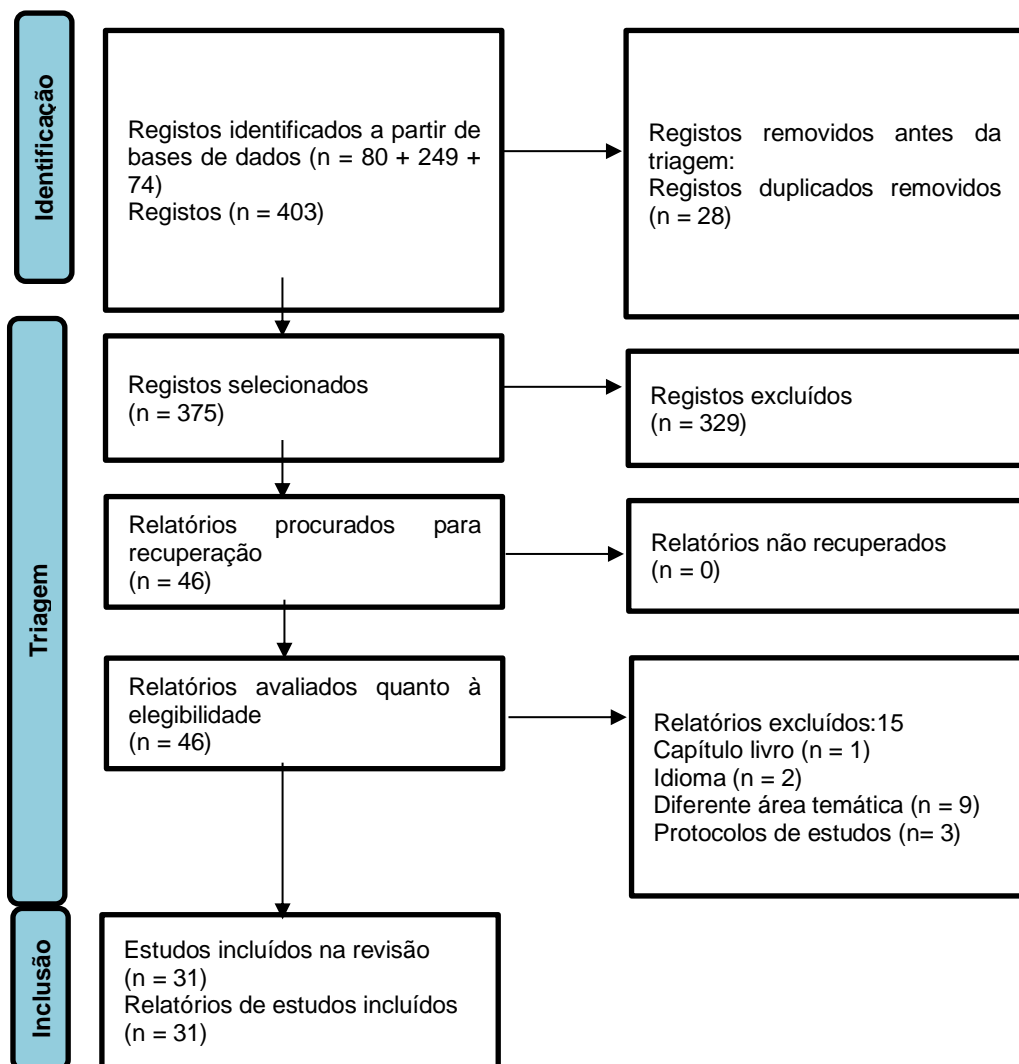 Identificação
Registos identificados a partir de
bases de dados (n = 80 + 249 +
74)
Registos (n = 403)
Registos removidos antes da
triagem:
Registos duplicados removidos
(n = 28)
Triagem
Registos selecionados
(n = 375)
Registos excluídos
(n = 329)
Relatórios procurados para
recuperação
(n = 46)
Relatórios não recuperados
(n = 0)
Relatórios avaliados quanto à
elegibilidade
(n = 46)
Relatórios excluídos:15
Capítulo livro (n = 1)
Idioma (n = 2)
Diferente área temática (n = 9)
Protocolos de estudos (n= 3)
Inclusão
Estudos incluídos na revisão
(n = 31)
Relatórios de estudos incluídos
(n = 31)